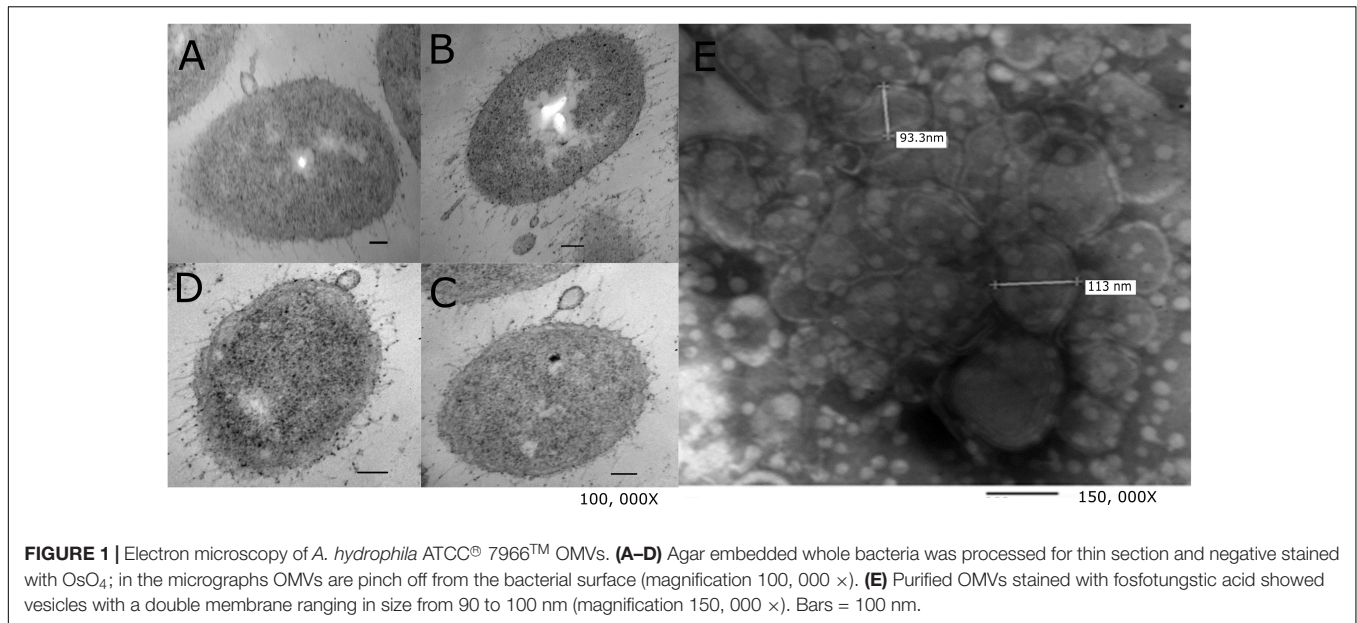 A
B
E
93.3nm
D
C
113 nm
100, 000X
150, 000X
FIGURE 1 | Electron microscopy of A. hydrophila ATCC® 7966™ OMVs. (A–D) Agar embedded whole bacteria was processed for thin section and negative stained
with OsO₄; in the micrographs OMVs are pinch off from the bacterial surface (magnification 100, 000 ×). (E) Purified OMVs stained with fosfotungstic acid showed
vesicles with a double membrane ranging in size from 90 to 100 nm (magnification 150, 000 ×). Bars = 100 nm.